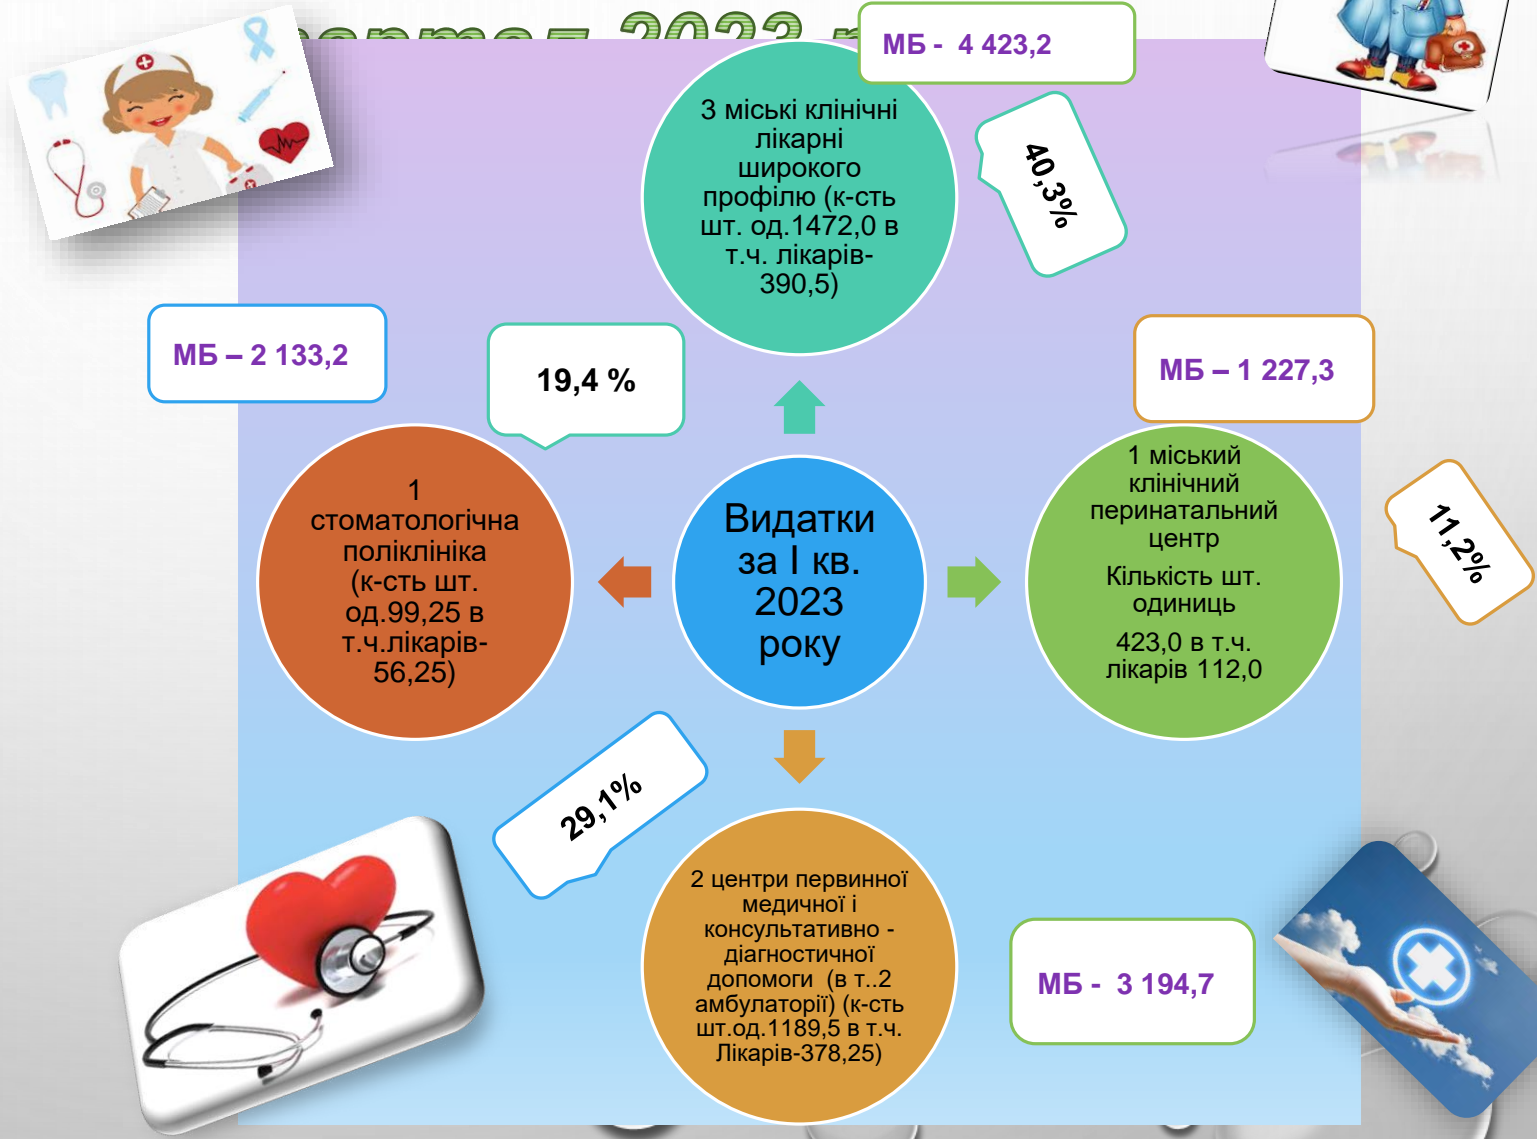 2023
МБ - 4 423,2
3 міські клінічні
лікарні
широкого
профілю (к-сть
шт. од.1472,0 в
т.ч. лікарів-
390,5)
40,3%
МБ – 2 133,2
19,4 %
МБ – 1 227,3
1
стоматологічна
поліклініка
(к-сть шт.
од.99,25 в
т.ч.лікарів-
56,25)
Видатки
за І кв.
2023
року
1 міський
клінічний
перинатальний
центр
Кількість шт.
одиниць
423,0 в т.ч.
лікарів 112,0
11,2%
29,1%
2 центри первинної
медичної і
консультативно -
діагностичної
допомоги (в т..2
амбулаторії) (к-сть
шт.од.1189,5 в т.ч.
Лікарів-378,25)
МБ - 3 194,7